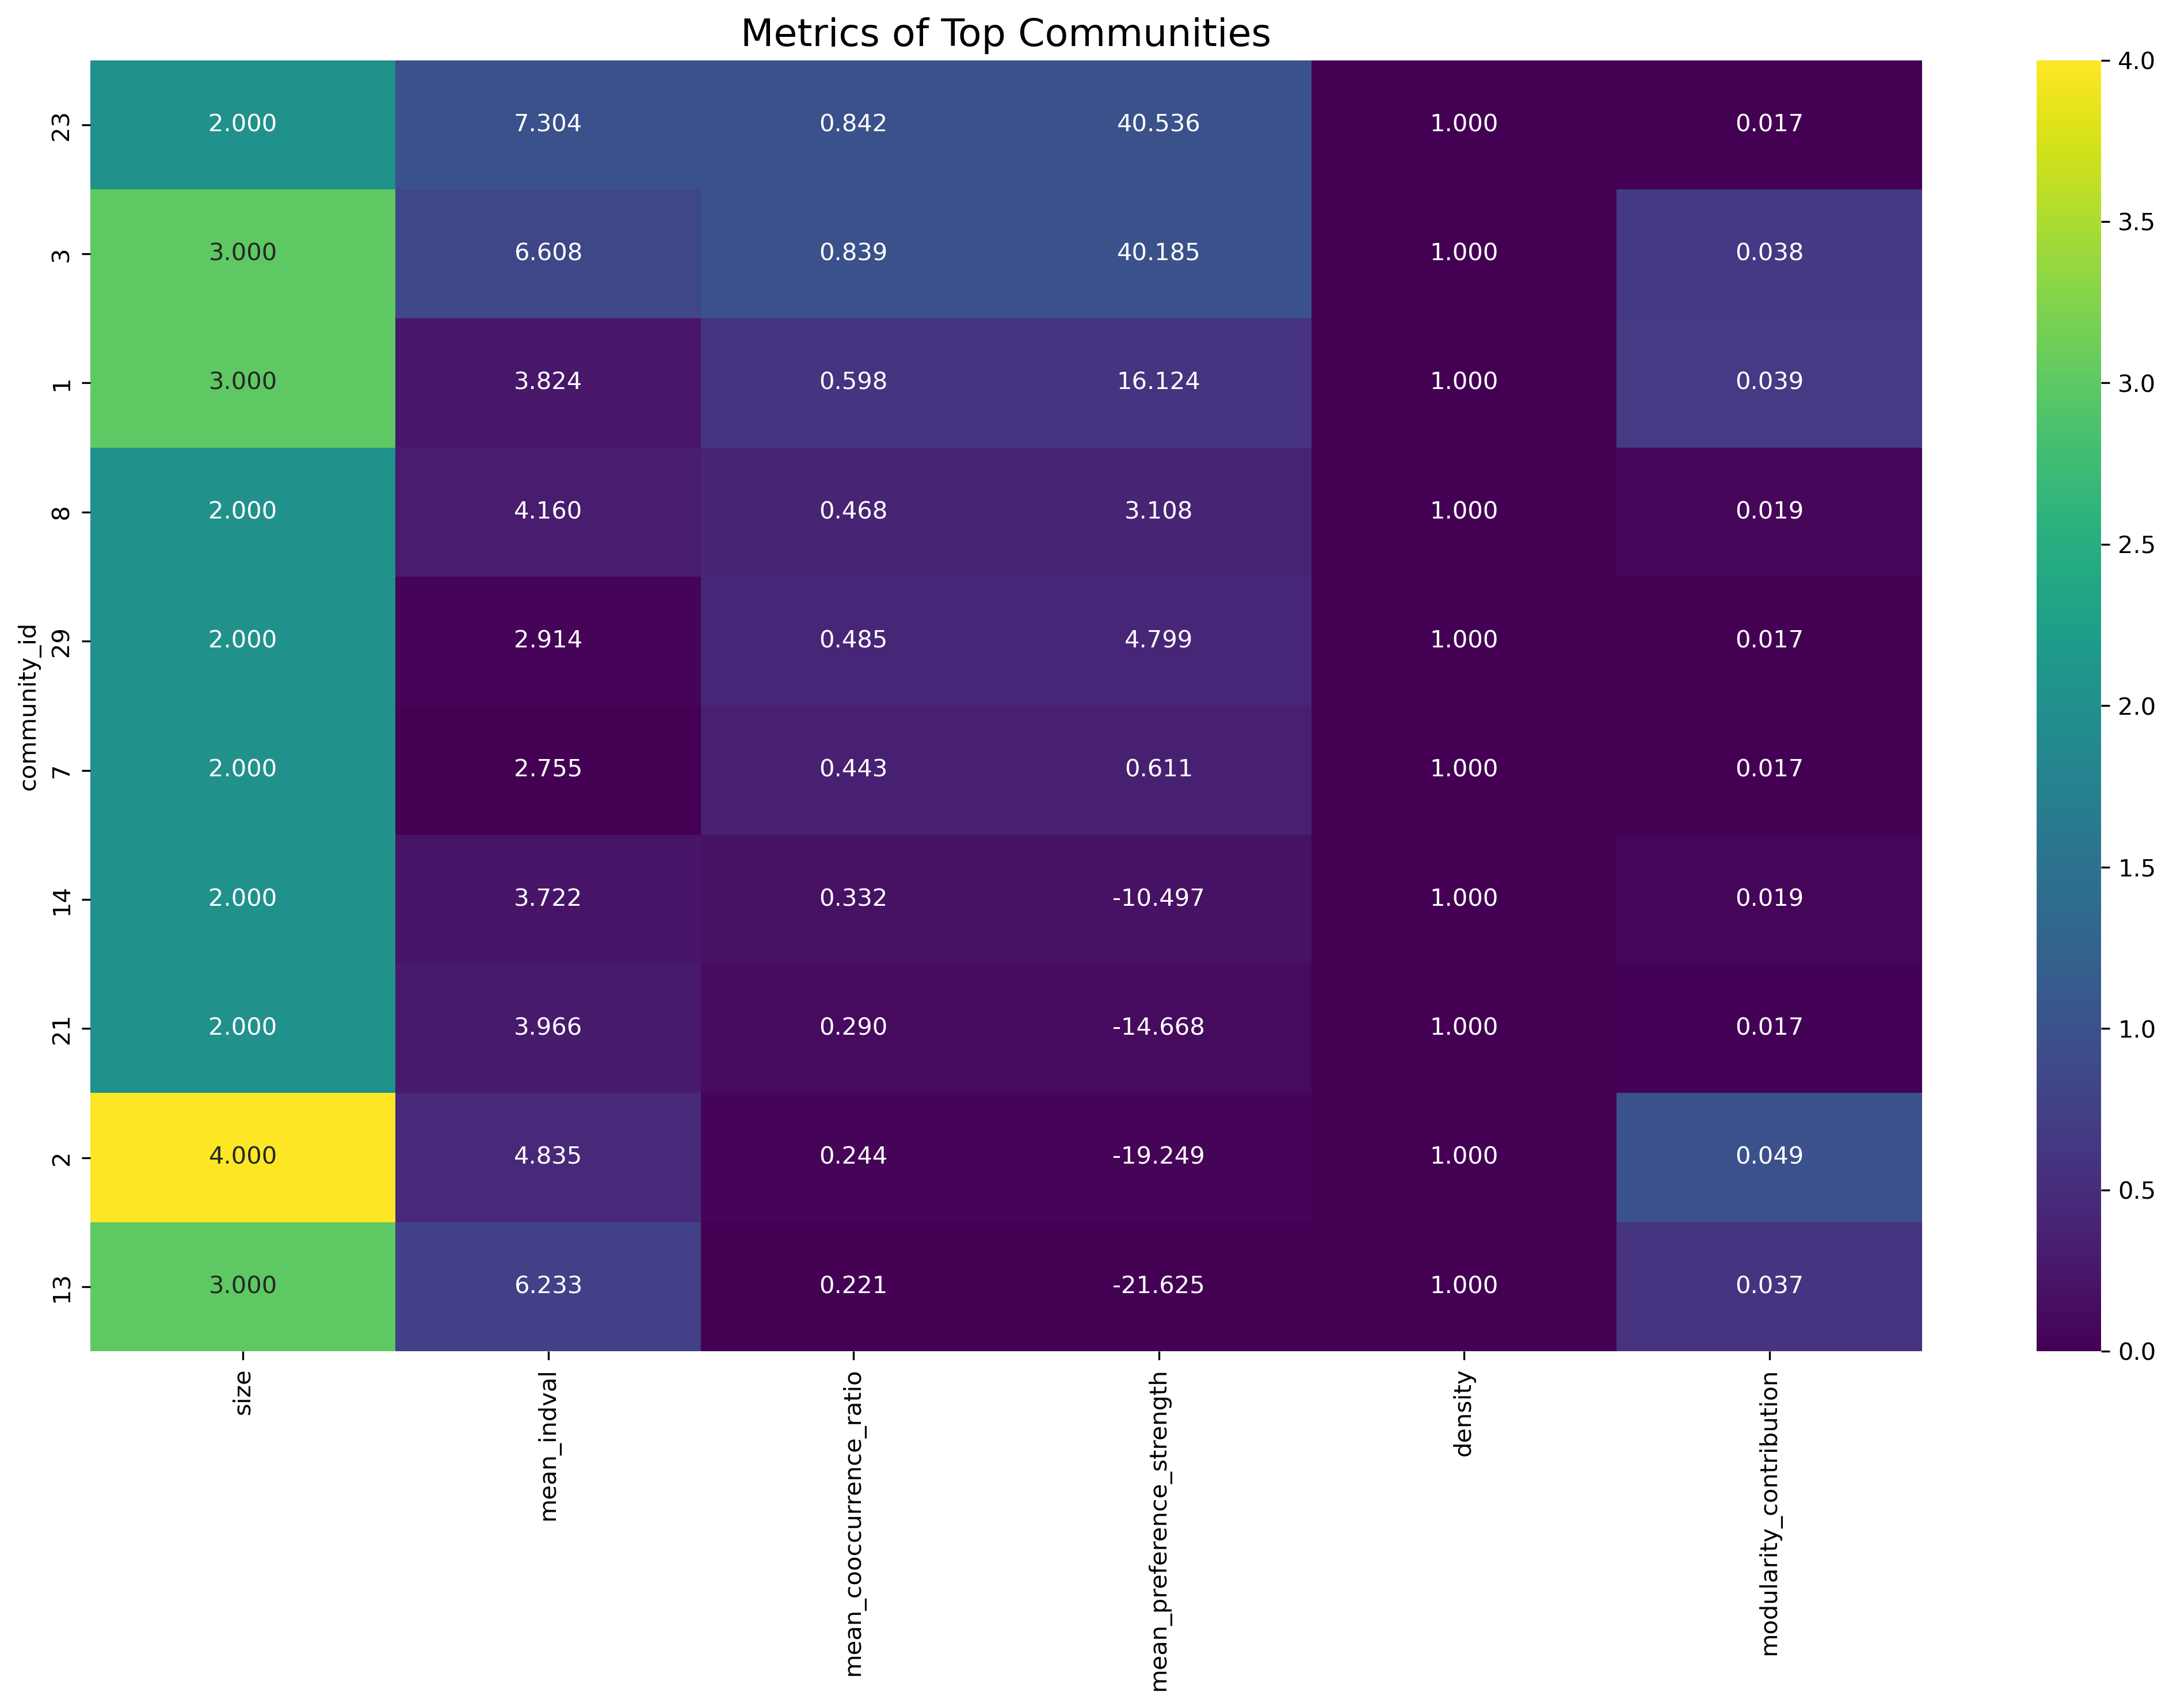 Metrics of Top Communities
community_id
23 2.000 7.304 0.842 40.536 1.000 0.017
3 3.000 6.608 0.839 40.185 1.000 0.038
1 3.000 3.824 0.598 16.124 1.000 0.039
8 2.000 4.160 0.468 3.108 1.000 0.019
29 2.000 2.914 0.485 4.799 1.000 0.017
7 2.000 2.755 0.443 0.611 1.000 0.017
14 2.000 3.722 0.332 -10.497 1.000 0.019
21 2.000 3.966 0.290 -14.668 1.000 0.017
2 4.000 4.835 0.244 -19.249 1.000 0.049
13 3.000 6.233 0.221 -21.625 1.000 0.037
size
mean_indval
mean_cooccurrence_ratio
mean_preference_strength
density
modularity_contribution
4.0
3.5
3.0
2.5
2.0
1.5
1.0
0.5
0.0